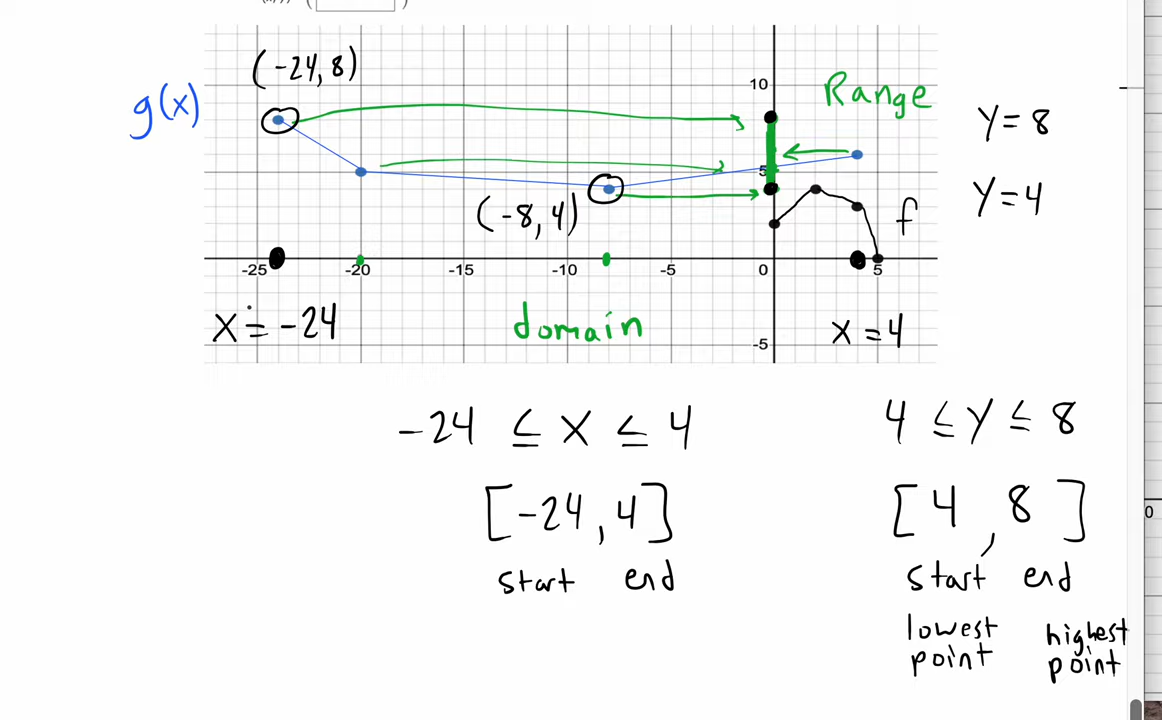 (-24, 8)
g(x)
10
Range
y = 8
5
(-8, 4)
y = 4
f
-25 -20 -15 -10 -5 0 5
x = -24
domain
x = 4
-5
-24 ≤ x ≤ 4
4 ≤ y ≤ 8
[-24, 4]
[4, 8]
0
start end
start end
lowest point
highest point